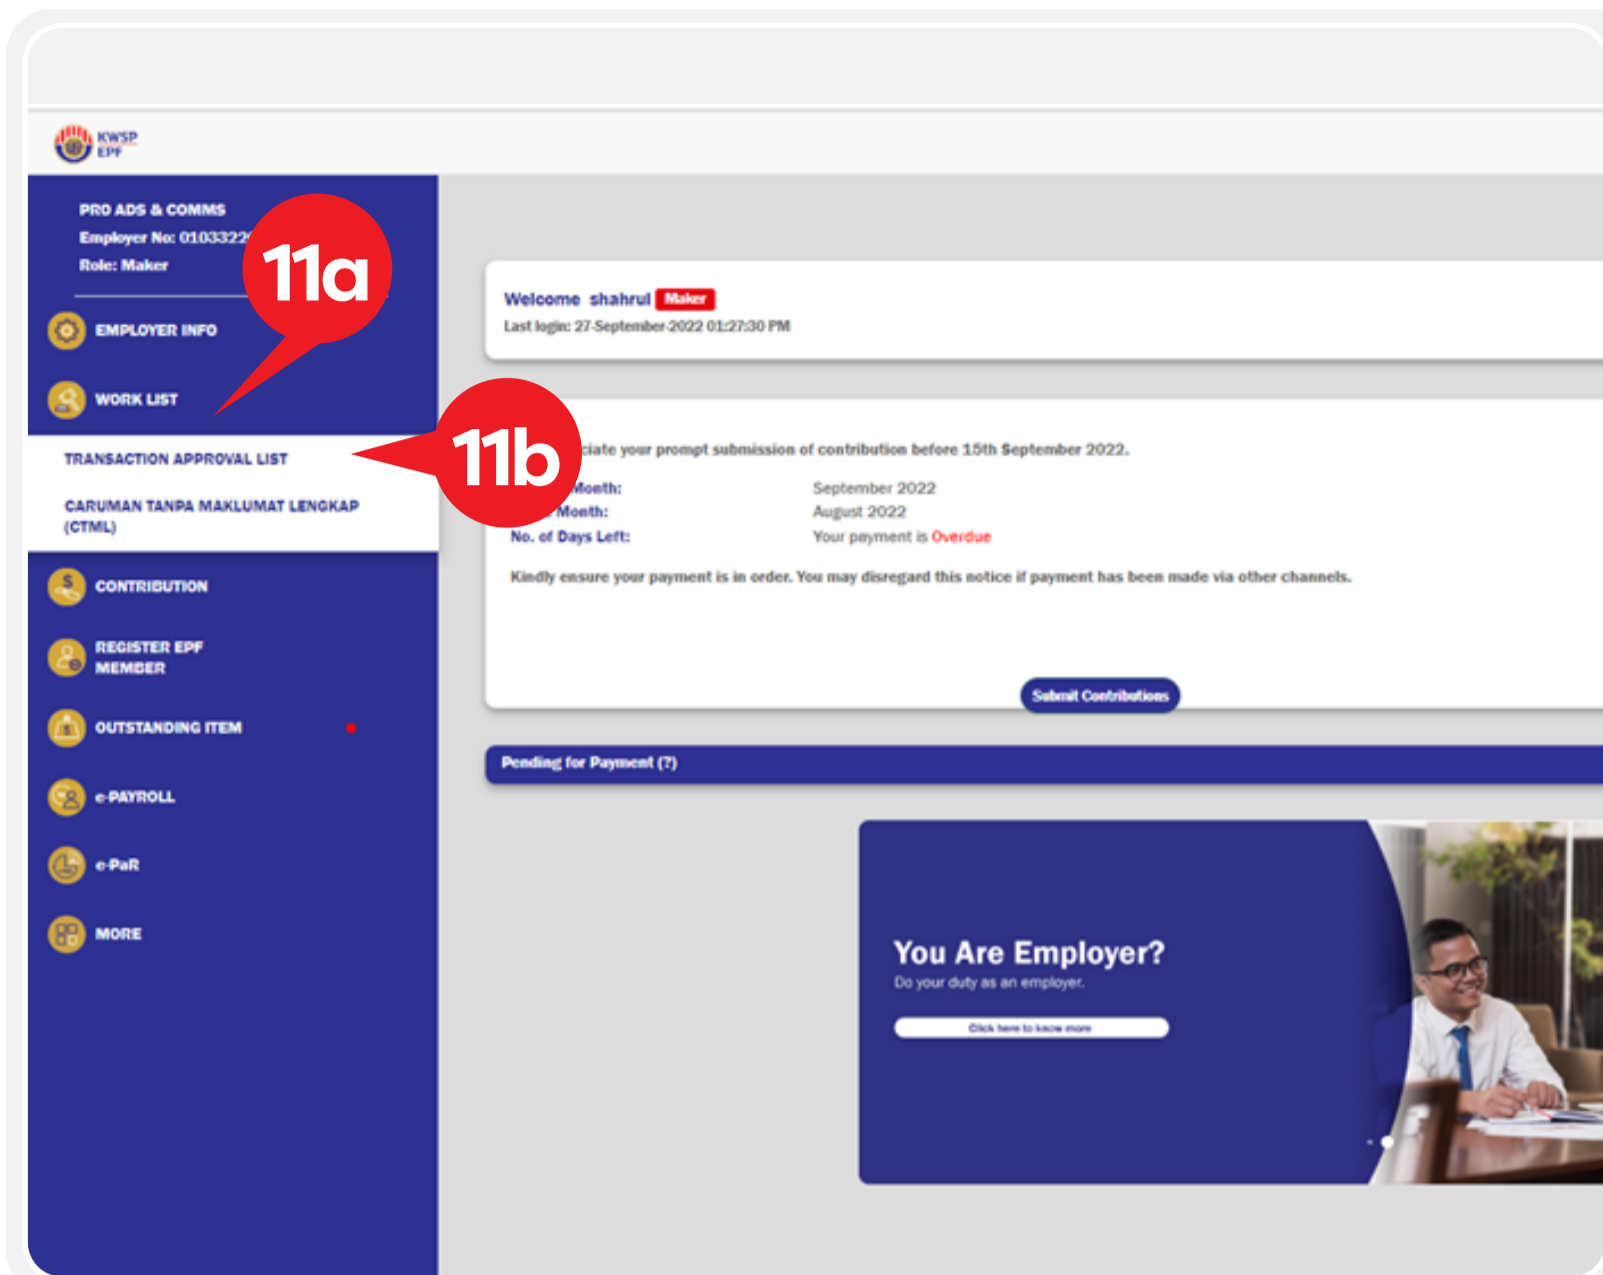 KWSP
EPF
PRO ADS & COMMS
Employer No: 0103322
Role: Maker
11a
EMPLOYER INFO
WORK LIST
TRANSACTION APPROVAL LIST
CARUMAN TANPA MAKLUMAT LENGKAP
(CTML)
CONTRIBUTION
REGISTER EPF
MEMBER
OUTSTANDING ITEM
e-PAYROLL
e-PaR
MORE
Welcome shahrul Maker
Last login: 27-September-2022 01:27:30 PM
11b
ciate your prompt submission of contribution before 15th September 2022.
Month: September 2022
Month: August 2022
No. of Days Left: Your payment is Overdue
Kindly ensure your payment is in order. You may disregard this notice if payment has been made via other channels.
Submit Contributions
Pending for Payment (?)
You Are Employer?
Do your duty as an employer.
Click here to know more